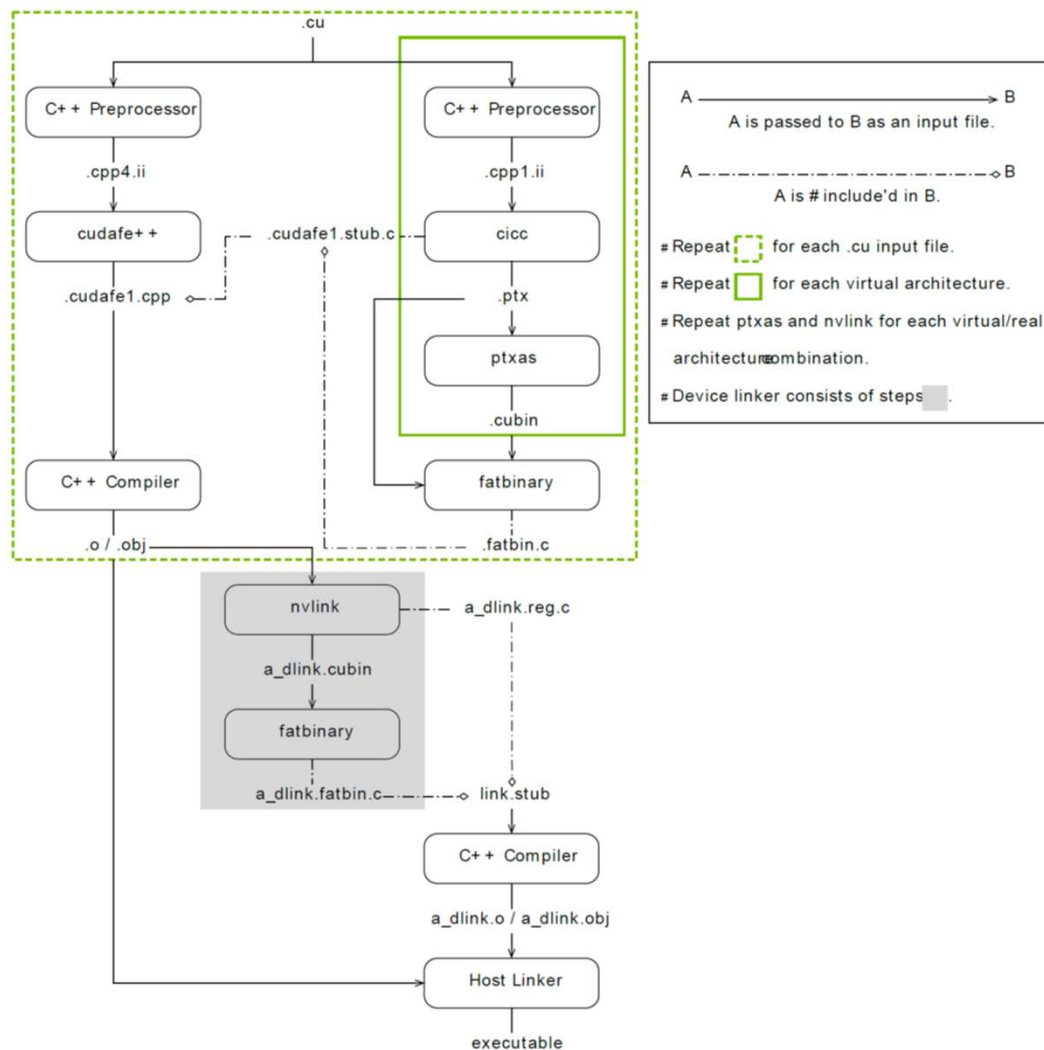 .cu
C++ Preprocessor
C++ Preprocessor
.cpp4.ii
.cpp1.ii
cudafe++
.cudafe1.stub.c
cicc
.cudafe1.cpp
.ptx
ptxas
.cubin
C++ Compiler
fatbinary
.o / .obj
.fatbin.c
nvlink
a_dlink.reg.c
a_dlink.cubin
fatbinary
a_dlink.fatbin.c
link.stub
C++ Compiler
a_dlink.o / a_dlink.obj
Host Linker
executable
A B
A is passed to B as an input file.
A B
A is #include'd in B.
# Repeat for each .cu input file.
# Repeat for each virtual architecture.
# Repeat ptxas and nvlink for each virtual/real
architecture combination.
# Device linker consists of steps .